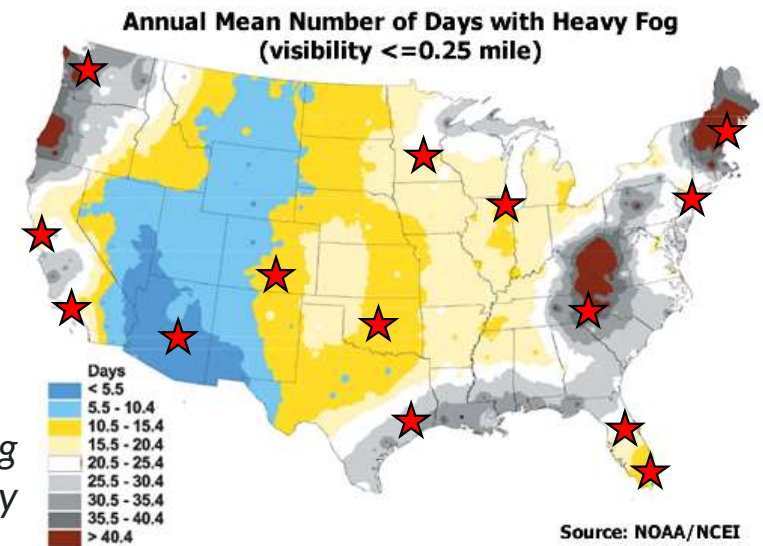 Annual Mean Number of Days with Heavy Fog
(visibility <=0.25 mile)
Days
< 5.5
5.5 - 10.4
10.5 - 15.4
15.5 - 20.4
20.5 - 25.4
25.5 - 30.4
30.5 - 35.4
35.5 - 40.4
> 40.4
g
y
Source: NOAA/NCEI